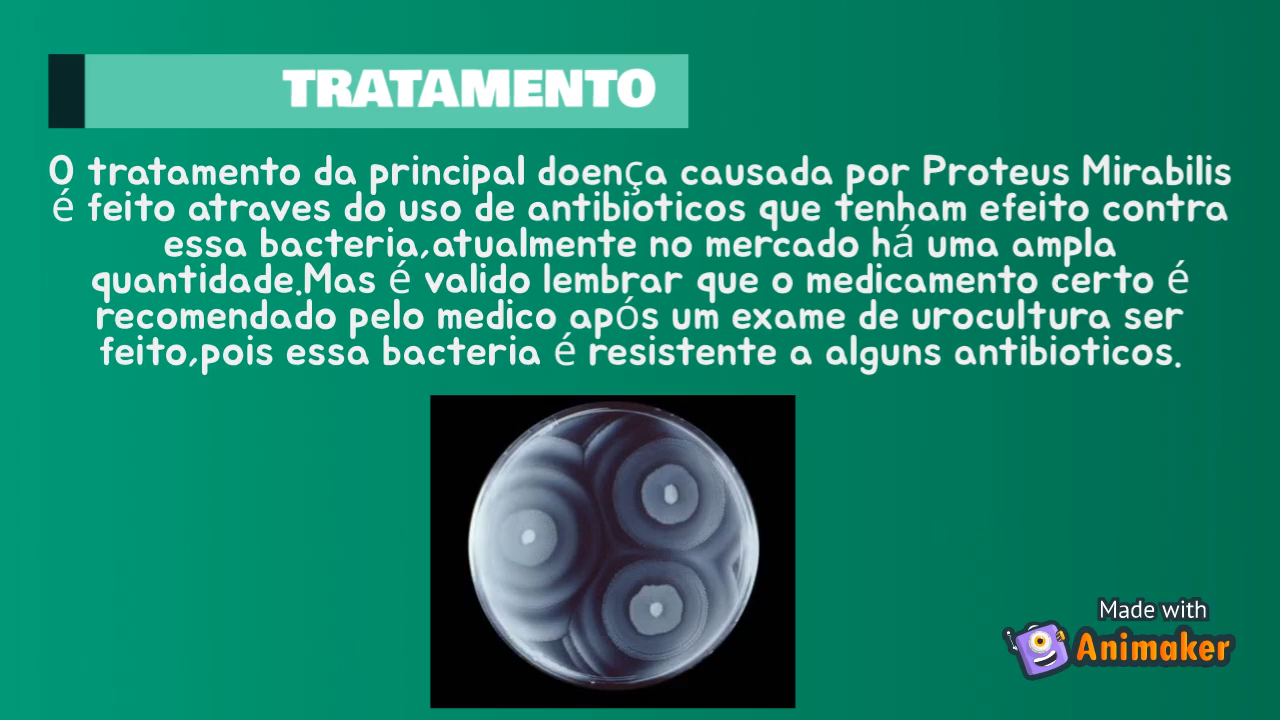 TRATAMENTO
O tratamento da principal doença causada por Proteus Mirabilis
é feito atraves do uso de antibioticos que tenham efeito contra
essa bacteria,atualmente no mercado há uma ampla
quantidade.Mas é valido lembrar que o medicamento certo é
recomendado pelo medico após um exame de urocultura ser
feito,pois essa bacteria é resistente a alguns antibioticos.
Made with
Animaker